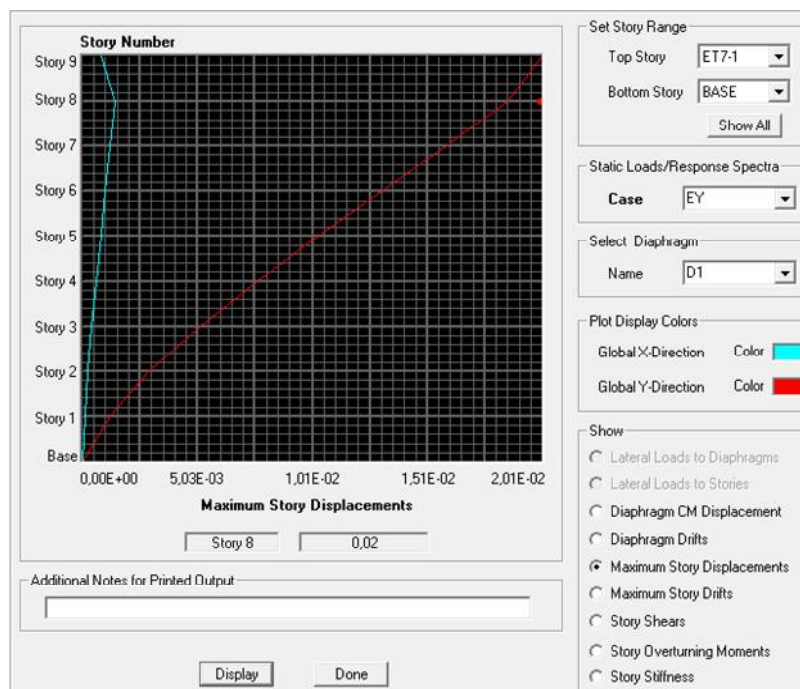 Story Number
Story 9
Story 8
Story 7
Story 6
Story 5
Story 4
Story 3
Story 2
Story 1
Base
0,00E+00 5,03E-03 1,01E-02 1,51E-02 2,01E-02
Maximum Story Displacements
Story 8 0,02
Additional Notes for Printed Output
Display Done
Set Story Range
Top Story ET7-1
Bottom Story BASE
Show All
Static Loads/Response Spectra
Case EY
Select Diaphragm
Name D1
Plot Display Colors
Global X-Direction Color
Global Y-Direction Color
Show
Lateral Loads to Diaphragms
Lateral Loads to Stories
Diaphragm CM Displacement
Diaphragm Drifts
Maximum Story Displacements
Maximum Story Drifts
Story Shears
Story Overturning Moments
Story Stiffness